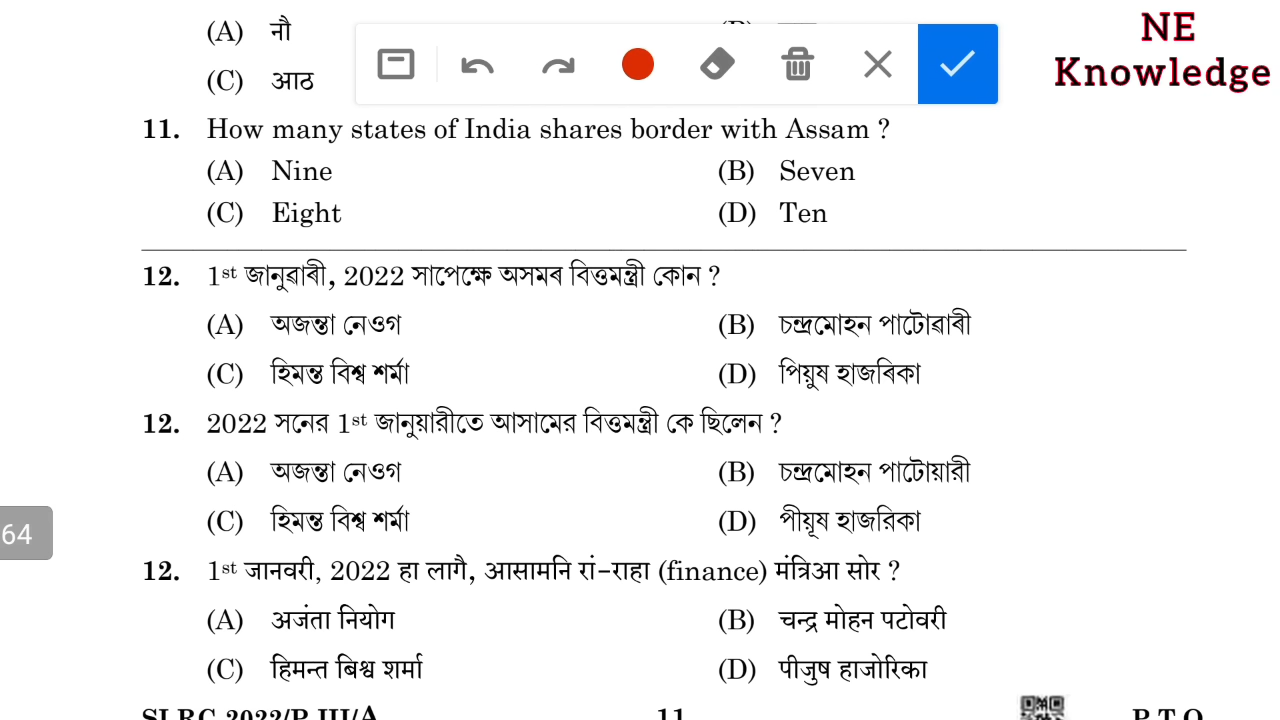 (A) नौ
(C) आठ
NE
Knowledge
11. How many states of India shares border with Assam ?
(A) Nine (B) Seven
(C) Eight (D) Ten
12. 1st জানুৱাৰী, 2022 সাপেক্ষে অসমৰ বিত্তমন্ত্ৰী কোন ?
(A) অজন্তা নেওগ (B) চন্দ্ৰমোহন পাটোৱাৰী
(C) হিমন্ত বিশ্ব শৰ্মা (D) পিয়ুষ হাজৰিকা
12. 2022 সনের 1st জানুয়ারীতে আসামের বিত্তমন্ত্রী কে ছিলেন ?
(A) অজন্তা নেওগ (B) চন্দ্রমোহন পাটোয়ারী
(C) হিমন্ত বিশ্ব শর্মা (D) পীয়ূষ হাজরিকা
64
12. 1st जानवरी, 2022 हा लागै, आसामनि रां-राहा (finance) मंत्रिआ सोर ?
(A) अजंता नियोग (B) चन्द्र मोहन पटोवरी
(C) हिमन्त बिश्व शर्मा (D) पीजुष हाजोरिका
SLRC-2022/P-III/A 11 P.T.O.